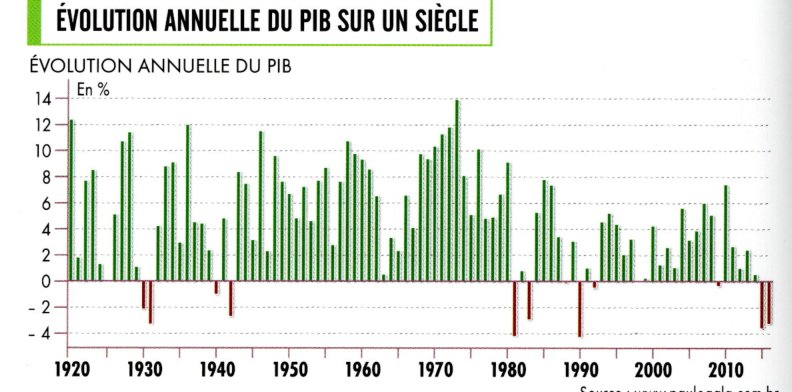 ÉVOLUTION ANNUELLE DU PIB SUR UN SIÈCLE
ÉVOLUTION ANNUELLE DU PIB
En %
14
12
10
8
6
4
2
0
– 2
– 4
1920 1930 1940 1950 1960 1970 1980 1990 2000 2010